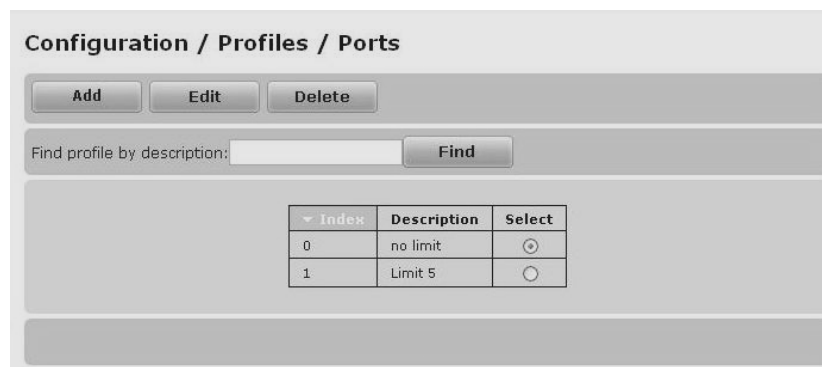 Configuration / Profiles / Ports
Add Edit Delete
Find profile by description: Find
Index Description Select
0 no limit
1 Limit 5